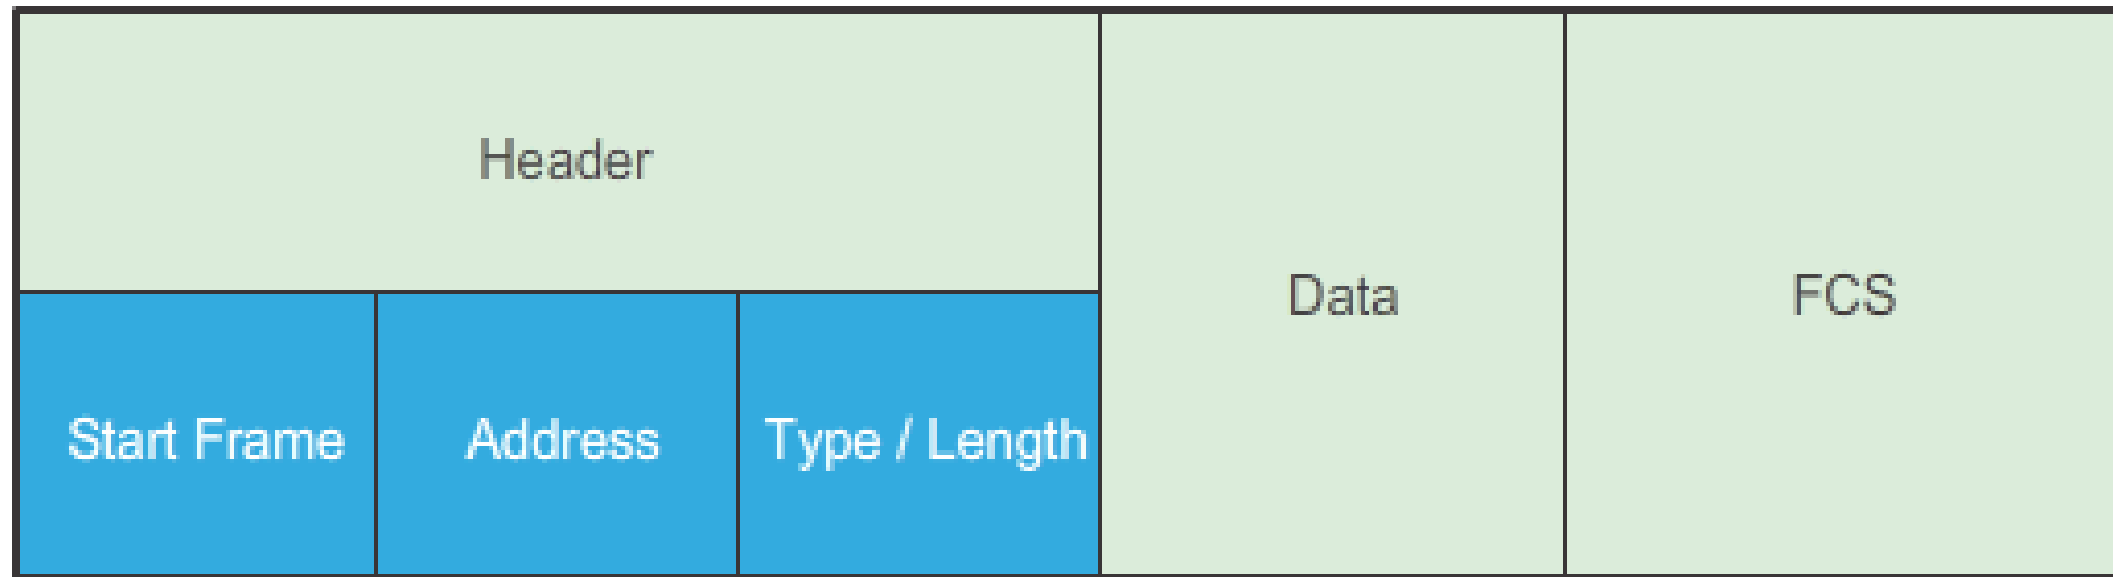 Header
Data
FCS
Start Frame
Address
Type / Length